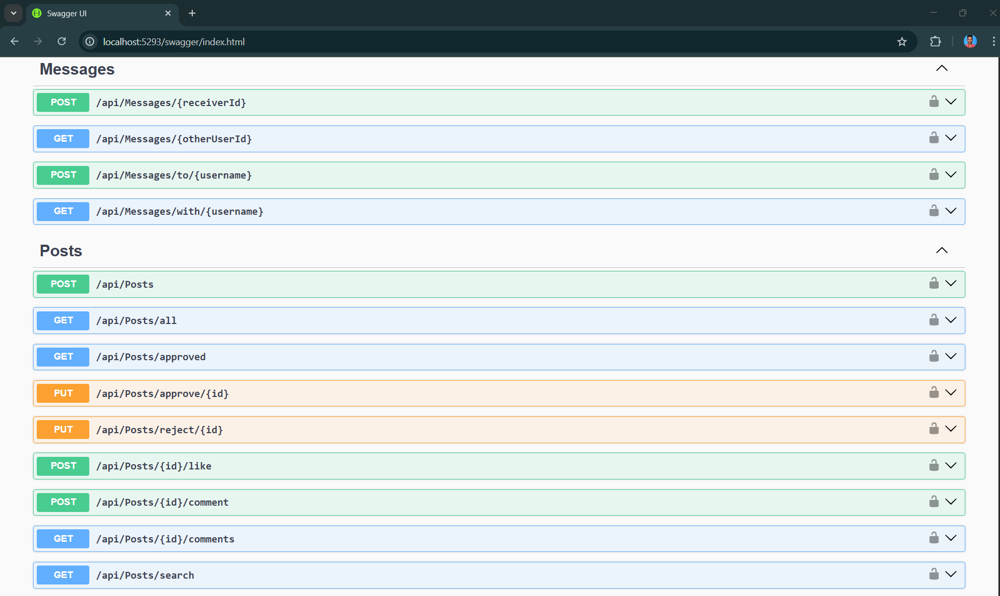 Swagger UI
localhost:5293/swagger/index.html
Messages
POST /api/Messages/{receiverId}
GET /api/Messages/{otherUserId}
POST /api/Messages/to/{username}
GET /api/Messages/with/{username}
Posts
POST /api/Posts
GET /api/Posts/all
GET /api/Posts/approved
PUT /api/Posts/approve/{id}
PUT /api/Posts/reject/{id}
POST /api/Posts/{id}/like
POST /api/Posts/{id}/comment
GET /api/Posts/{id}/comments
GET /api/Posts/search